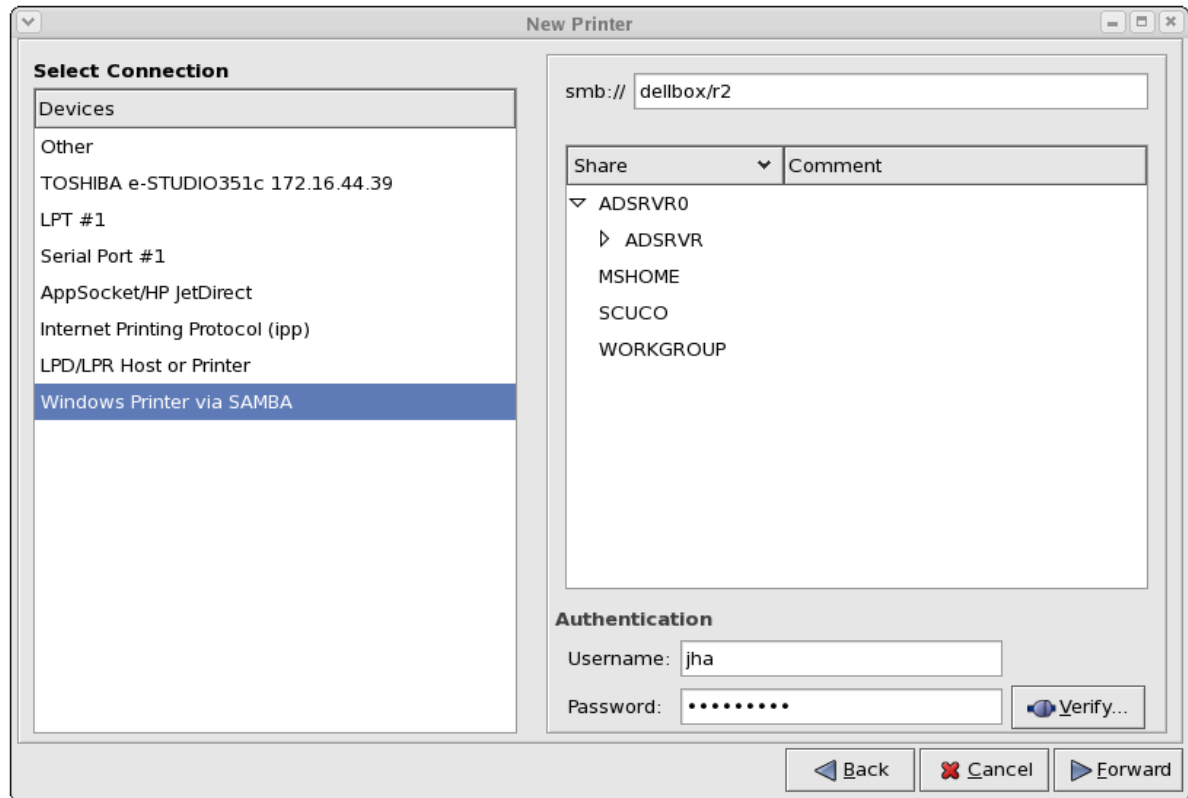 New Printer
Select Connection
Devices
Other
TOSHIBA e-STUDIO351c 172.16.44.39
LPT #1
Serial Port #1
AppSocket/HP JetDirect
Internet Printing Protocol (ipp)
LPD/LPR Host or Printer
Windows Printer via SAMBA
smb:// dellbox/r2
Share Comment
ADSRVR0
ADSRVR
MSHOME
SCUCO
WORKGROUP
Authentication
Username: jha
Password: •••••••••
Verify...
Back Cancel Forward